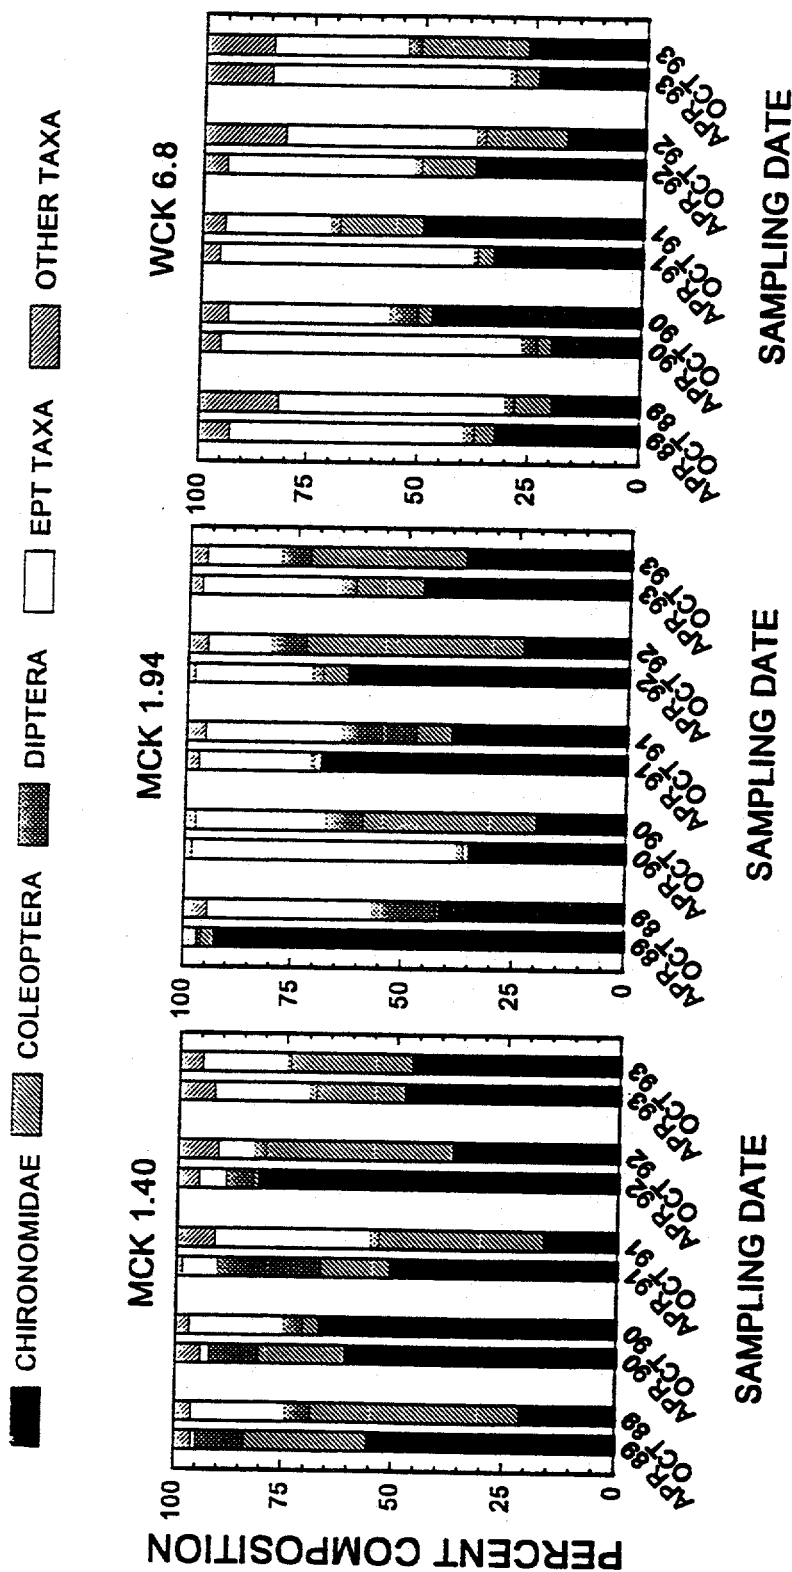 CHIRONOMIDAE COLEOPTERA DIPTERA EPT TAXA OTHER TAXA
MCK 1.40
PERCENT COMPOSITION
100
75
50
25
0
APR 89
OCT 89
APR 90
OCT 90
APR 91
OCT 91
APR 92
OCT 92
APR 93
OCT 93
SAMPLING DATE
MCK 1.94
100
75
50
25
0
APR 89
OCT 89
APR 90
OCT 90
APR 91
OCT 91
APR 92
OCT 92
APR 93
OCT 93
SAMPLING DATE
WCK 6.8
100
75
50
25
0
APR 89
OCT 89
APR 90
OCT 90
APR 91
OCT 91
APR 92
OCT 92
APR 93
OCT 93
SAMPLING DATE